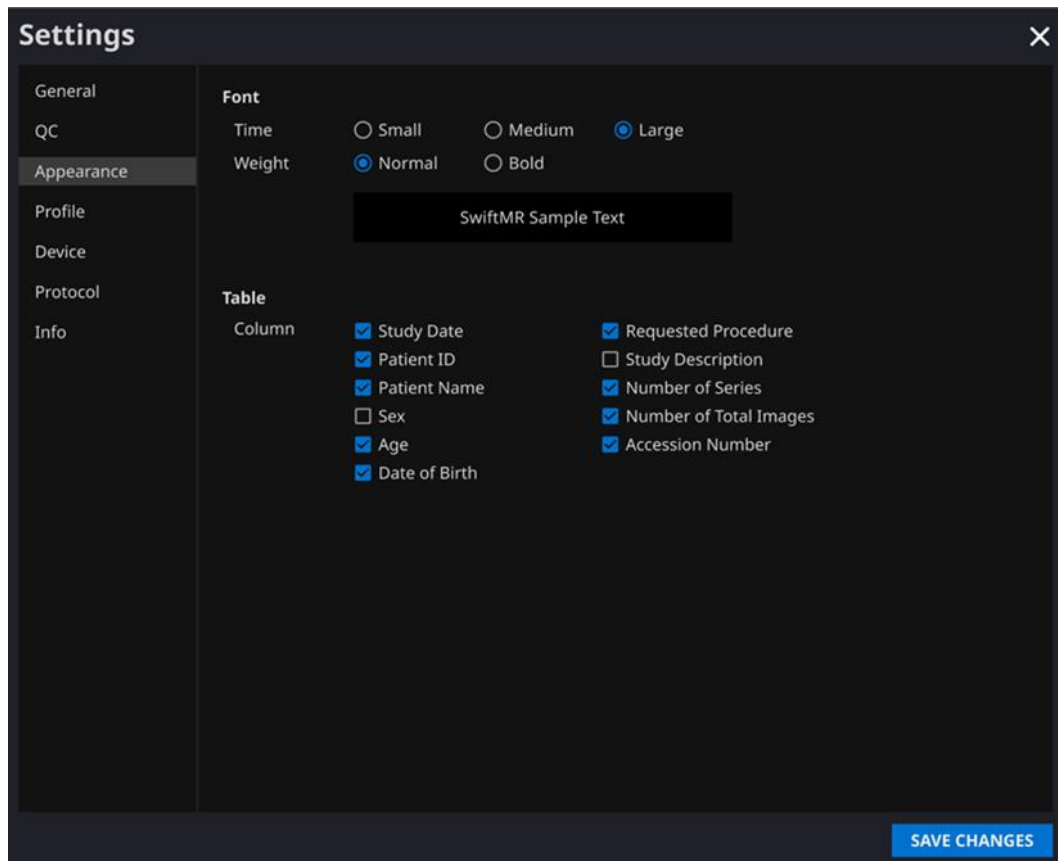 Settings
General
QC
Appearance
Profile
Device
Protocol
Info
Font
Time Small Medium Large
Weight Normal Bold
SwiftMR Sample Text
Table
Column Study Date Requested Procedure
Patient ID Study Description
Patient Name Number of Series
Sex Number of Total Images
Age Accession Number
Date of Birth
SAVE CHANGES